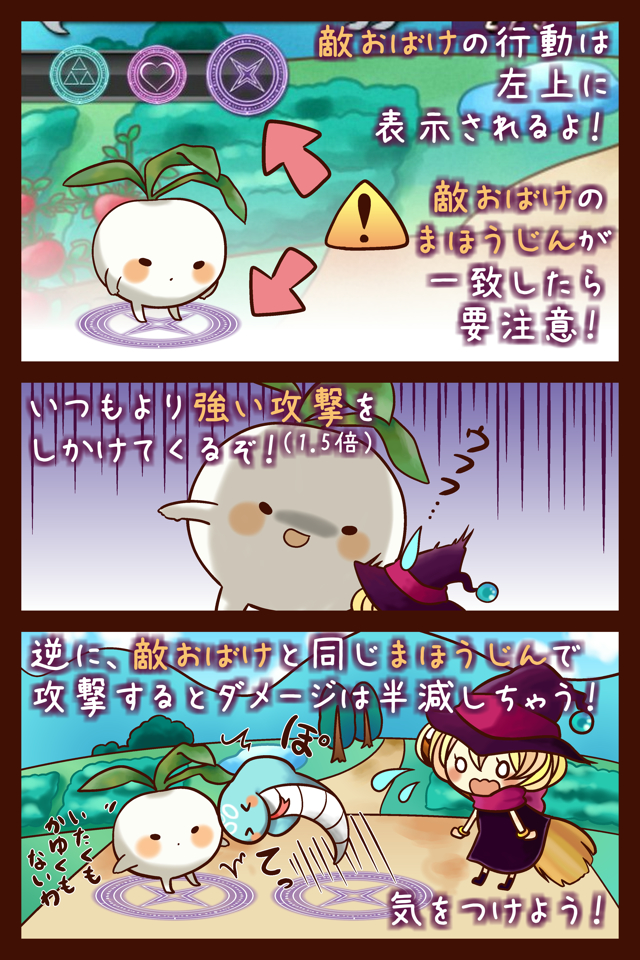 敵おばけの行動は
左上に
表示されるよ!
敵おばけの
まほうじんが
一致したら
要注意!
いつもより強い攻撃を
しかけてくるぞ!(1.5倍)
逆に、敵おばけと同じまほうじんで
攻撃するとダメージは半減しちゃう!
ぽ。
いたくも
かゆくも
ないわ
てっ
気をつけよう!